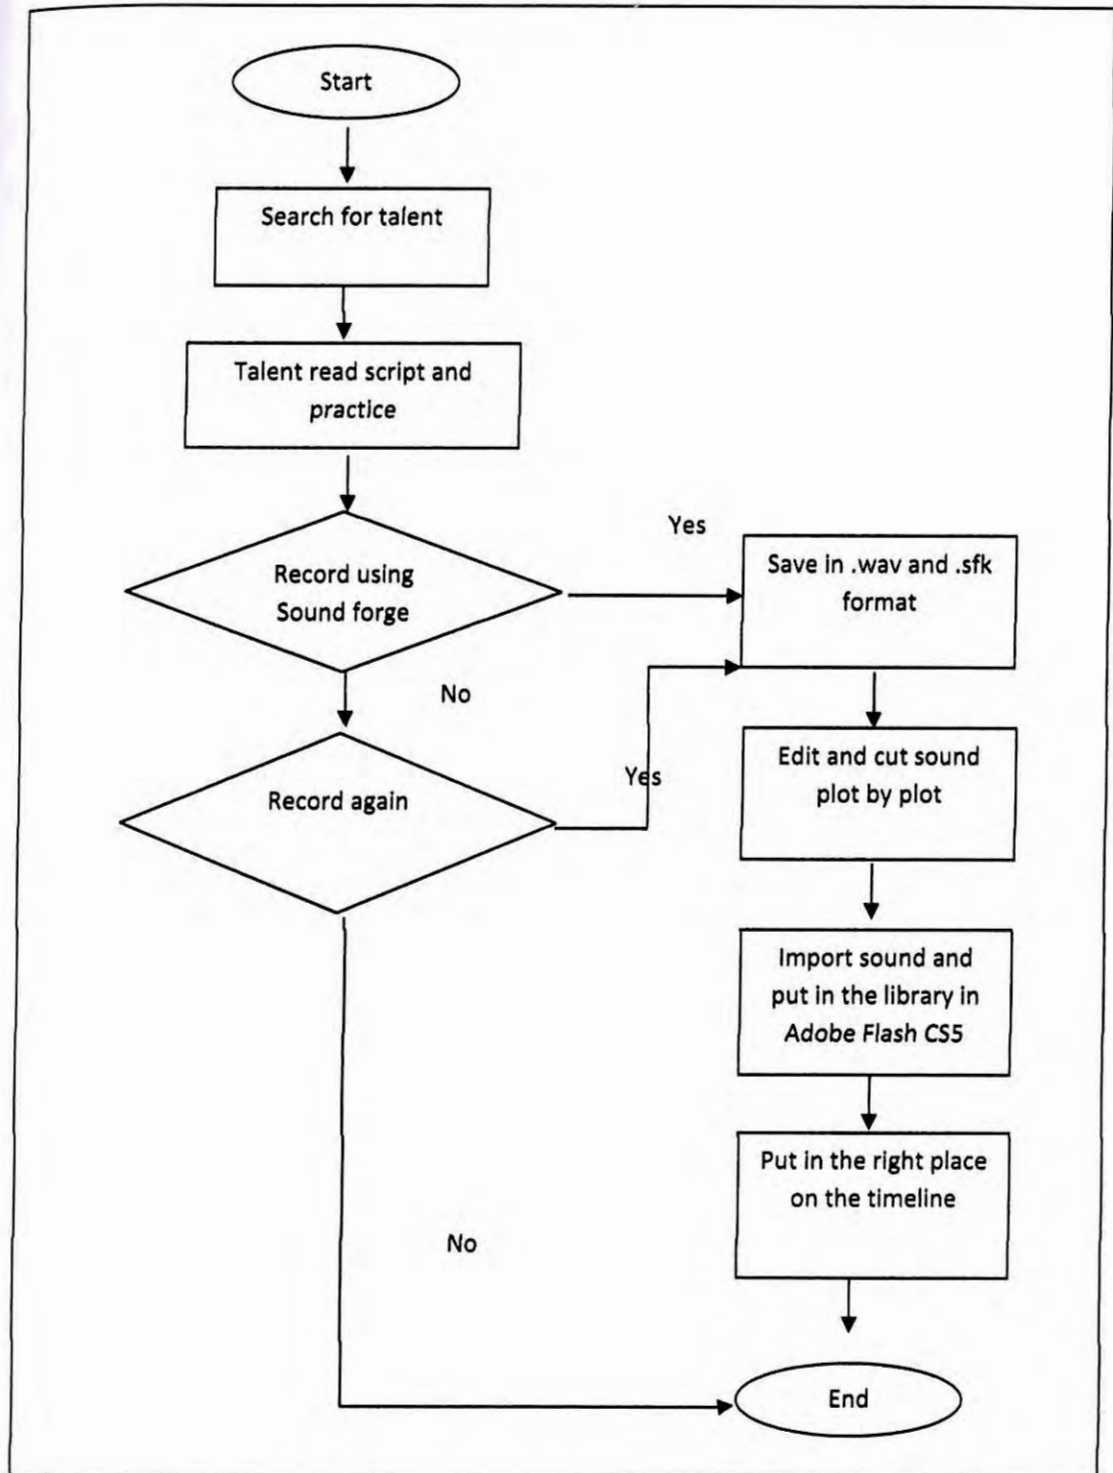 Start
Search for talent
Talent read script and
practice
Record using
Sound forge
Yes
Save in .wav and .sfk
format
No
Record again
Yes
Edit and cut sound
plot by plot
Import sound and
put in the library in
Adobe Flash CS5
Put in the right place
on the timeline
No
End